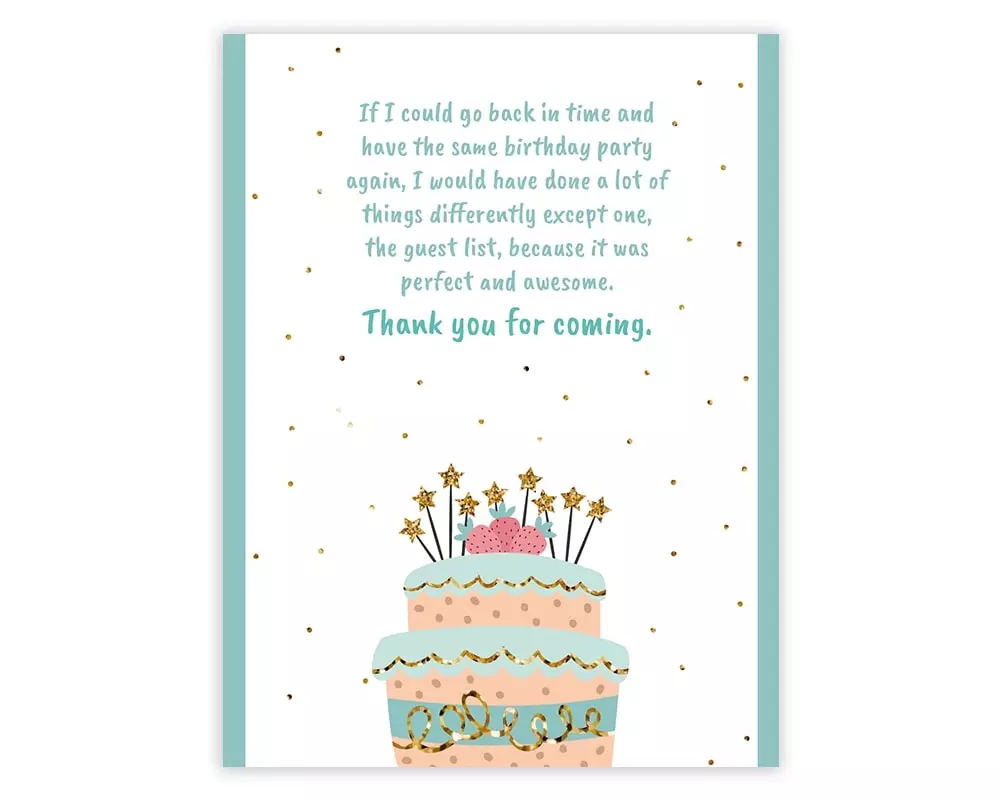 If I could go back in time and
have the same birthday party
again, I would have done a lot of
things differently except one,
the guest list, because it was
perfect and awesome.
Thank you for coming.